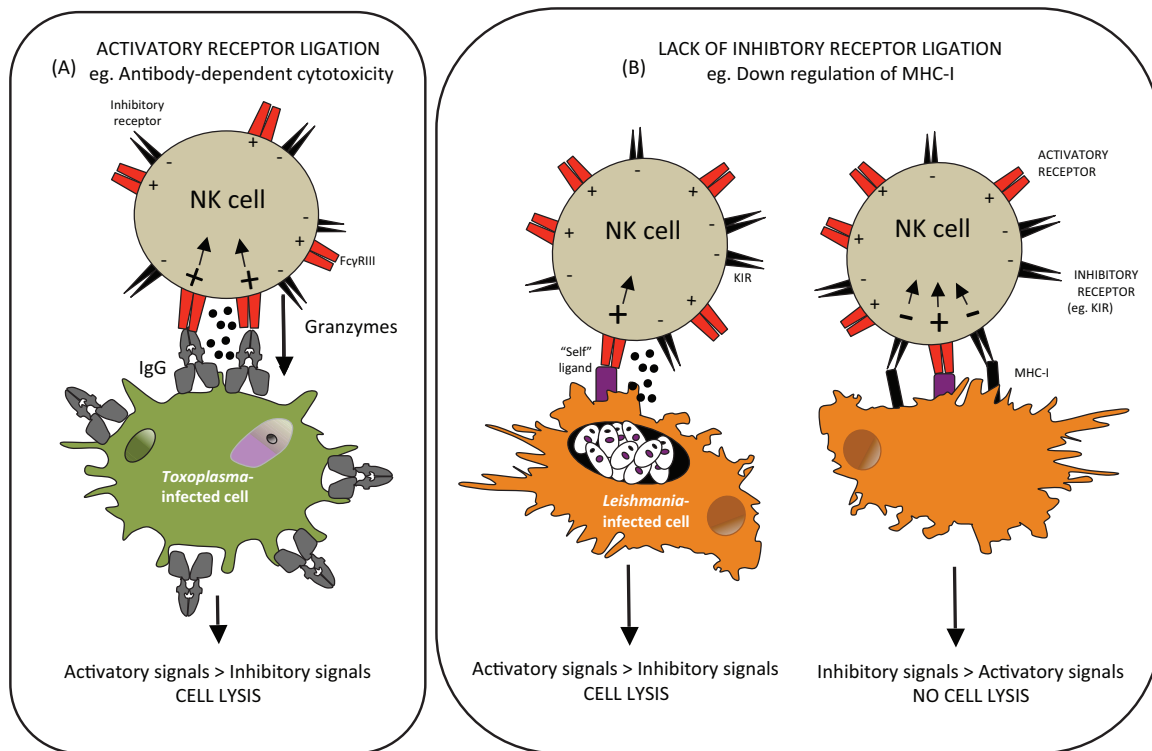 ACTIVATORY RECEPTOR LIGATION
(A)
eg. Antibody-dependent cytotoxicity
Inhibitory
receptor
+
-
-
+
NK cell
-
+
FcγRIII
-
+
+
-
Granzymes
IgG
Toxoplasma-
infected cell
Activatory signals > Inhibitory signals
CELL LYSIS
LACK OF INHIBTORY RECEPTOR LIGATION
(B)
eg. Down regulation of MHC-I
-
+
+
+
NK cell
-
-
KIR
-
+
+
-
"Self"
ligand
Leishmania-
infected cell
Activatory signals > Inhibitory signals
CELL LYSIS
ACTIVATORY
RECEPTOR
-
+
+
+
NK cell
-
-
-
+
INHIBITORY
RECEPTOR
(eg. KIR)
-
+
-
MHC-I
Inhibitory signals > Activatory signals
NO CELL LYSIS